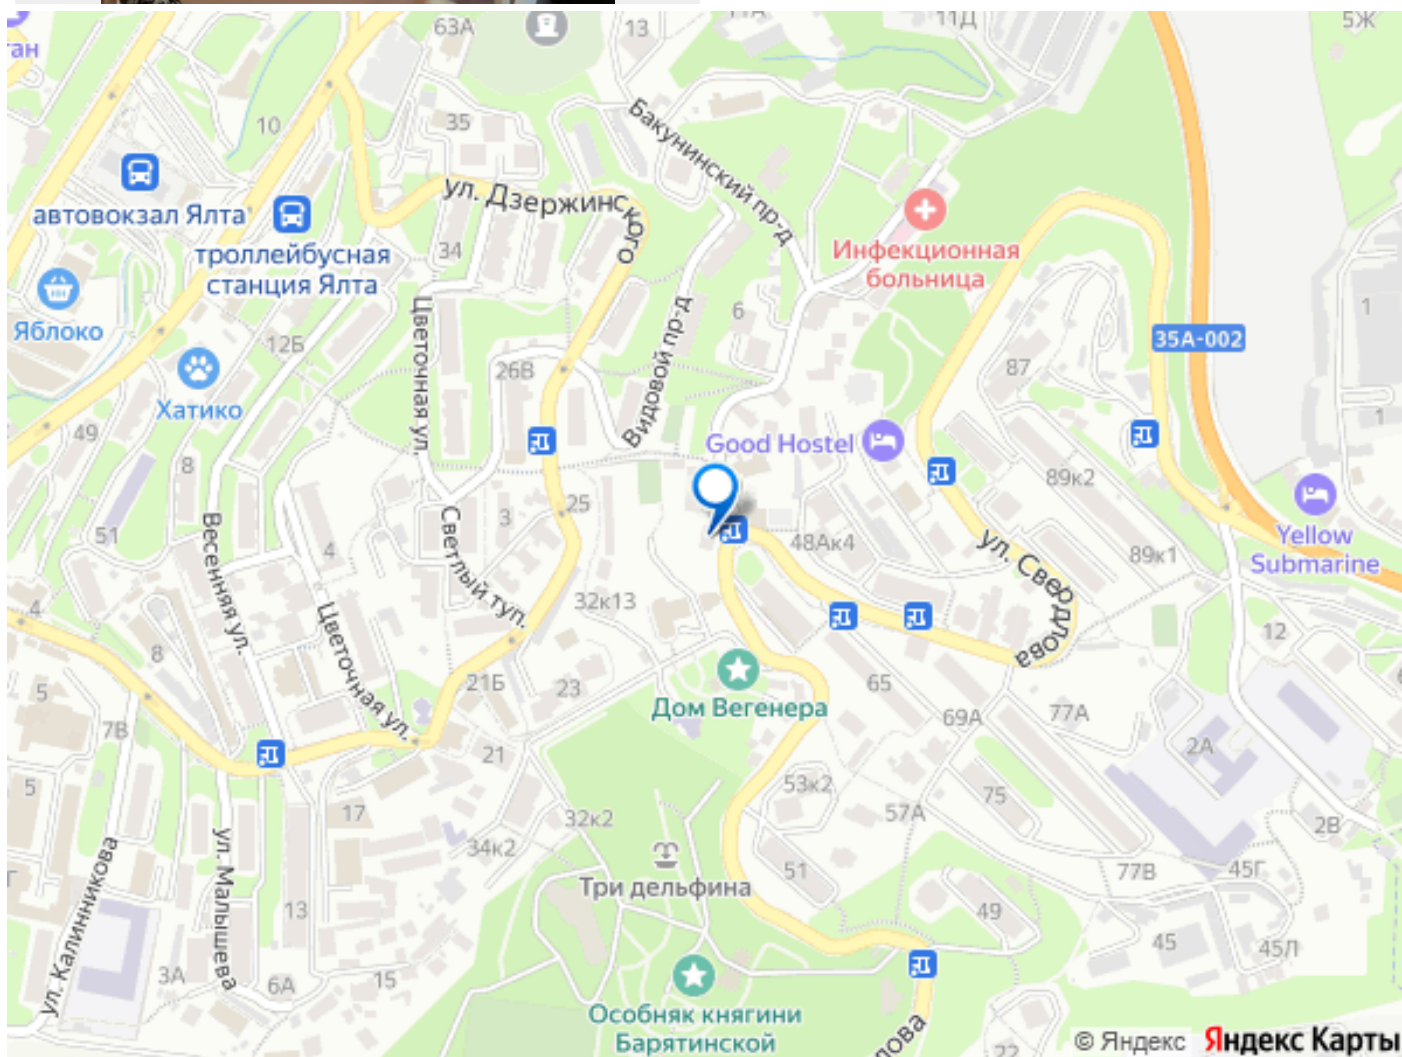 63А
13
11А
11Д
5Ж
ган
10
35
Бакунинский пр-д
автовокзал Ялта
ул. Дзержинского
троллейбусная
станция Ялта
34
Инфекционная
больница
Яблоко
12Б
Цветочная ул.
Видовой пр-д
6
1
35А-002
26В
87
Хатико
49
8
Good Hostel
1
89к2
51
Весенняя ул.
4
3
25
Светлый туп.
48Ак4
ул. Свердлова
89к1
Yellow
Submarine
4
8
Цветочная ул.
32к13
12
5
7В
21Б
23
Дом Вегенера
65
69А
77А
2А
21
5
17
32к2
53к2
57А
75
2В
34к2
ул. Калинникова
ул. Малышева
Три дельфина
51
77В
45Г
13
49
3А
6А
15
45
45Л
Особняк княгини
Барятинской
лова
22
© Яндекс Яндекс Карты